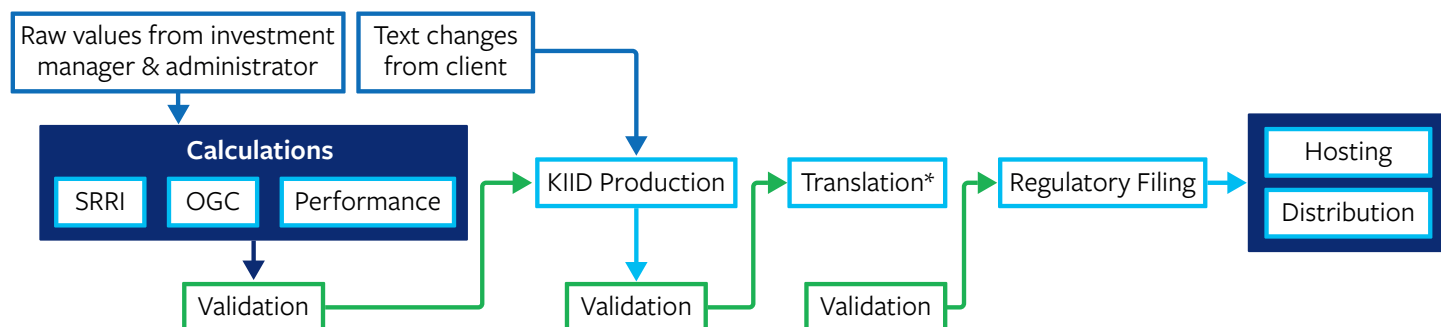 Raw values from investment
manager & administrator
Text changes
from client
Calculations
SRRI
OGC
Performance
Validation
KIID Production
Validation
Translation*
Validation
Regulatory Filing
Hosting
Distribution